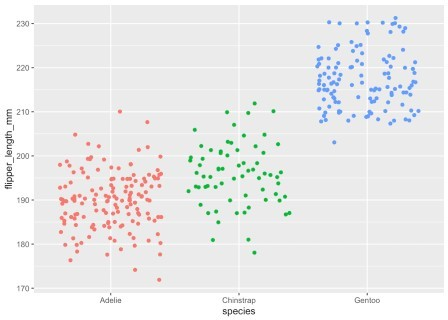 230
220
210
200
190
180
170
flipper_length_mm
Adelie
Chinstrap
Gentoo
species